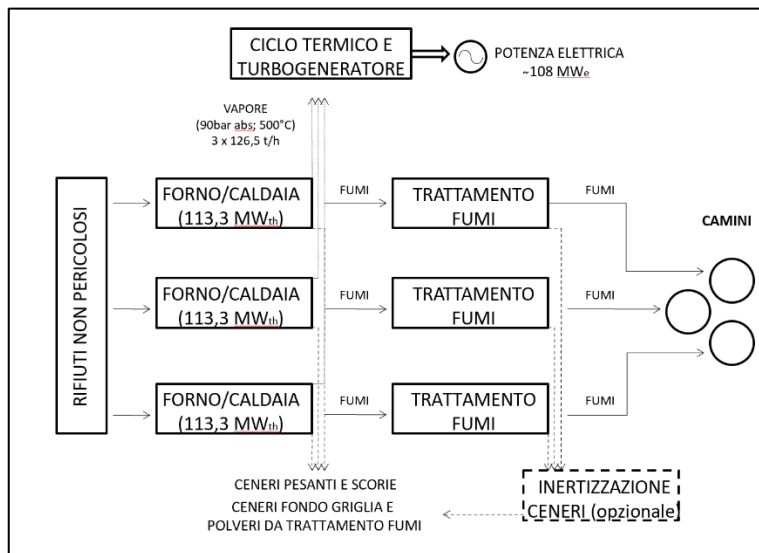 CICLO TERMICO E
TURBOGENERATORE
POTENZA ELETTRICA
~108 MWe
VAPORE
(90bar abs; 500°C)
3 x 126,5 t/h
RIFIUTI NON PERICOLOSI
FORNO/CALDAIA
(113,3 MWth)
FUMI
TRATTAMENTO
FUMI
FUMI
CAMINI
FORNO/CALDAIA
(113,3 MWth)
FUMI
TRATTAMENTO
FUMI
FUMI
FORNO/CALDAIA
(113,3 MWth)
FUMI
TRATTAMENTO
FUMI
FUMI
CENERI PESANTI E SCORIE
CENERI FONDO GRIGLIA E
POLVERI DA TRATTAMENTO FUMI
INERTIZZAZIONE
CENERI (opzionale)